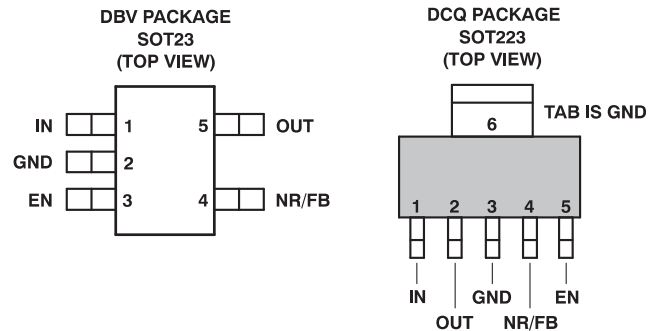 DBV PACKAGE
SOT23
(TOP VIEW)
IN 1 5 OUT
GND 2
EN 3 4 NR/FB
DCQ PACKAGE
SOT223
(TOP VIEW)
TAB IS GND
6
1 2 3 4 5
IN GND EN
OUT NR/FB